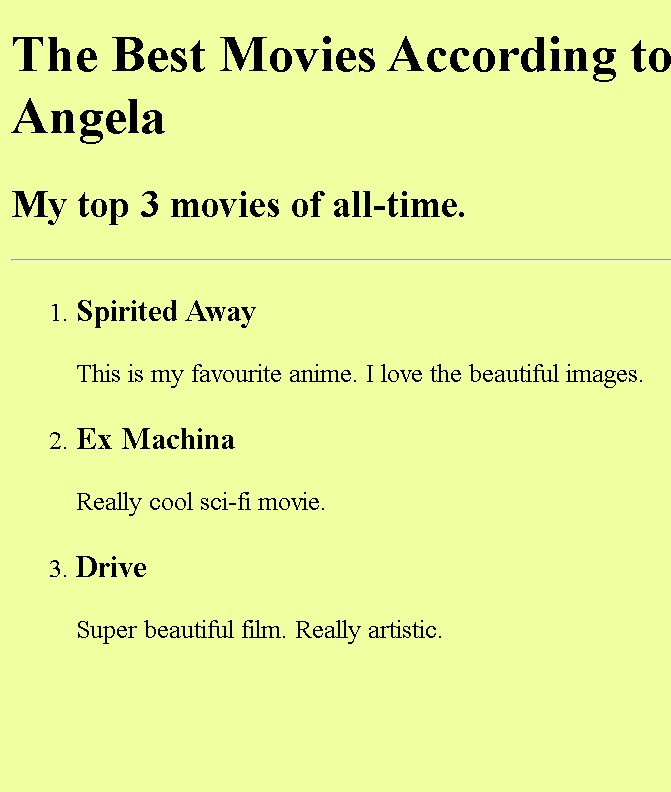 The Best Movies According to
Angela
My top 3 movies of all-time.
1. Spirited Away
This is my favourite anime. I love the beautiful images.
2. Ex Machina
Really cool sci-fi movie.
3. Drive
Super beautiful film. Really artistic.